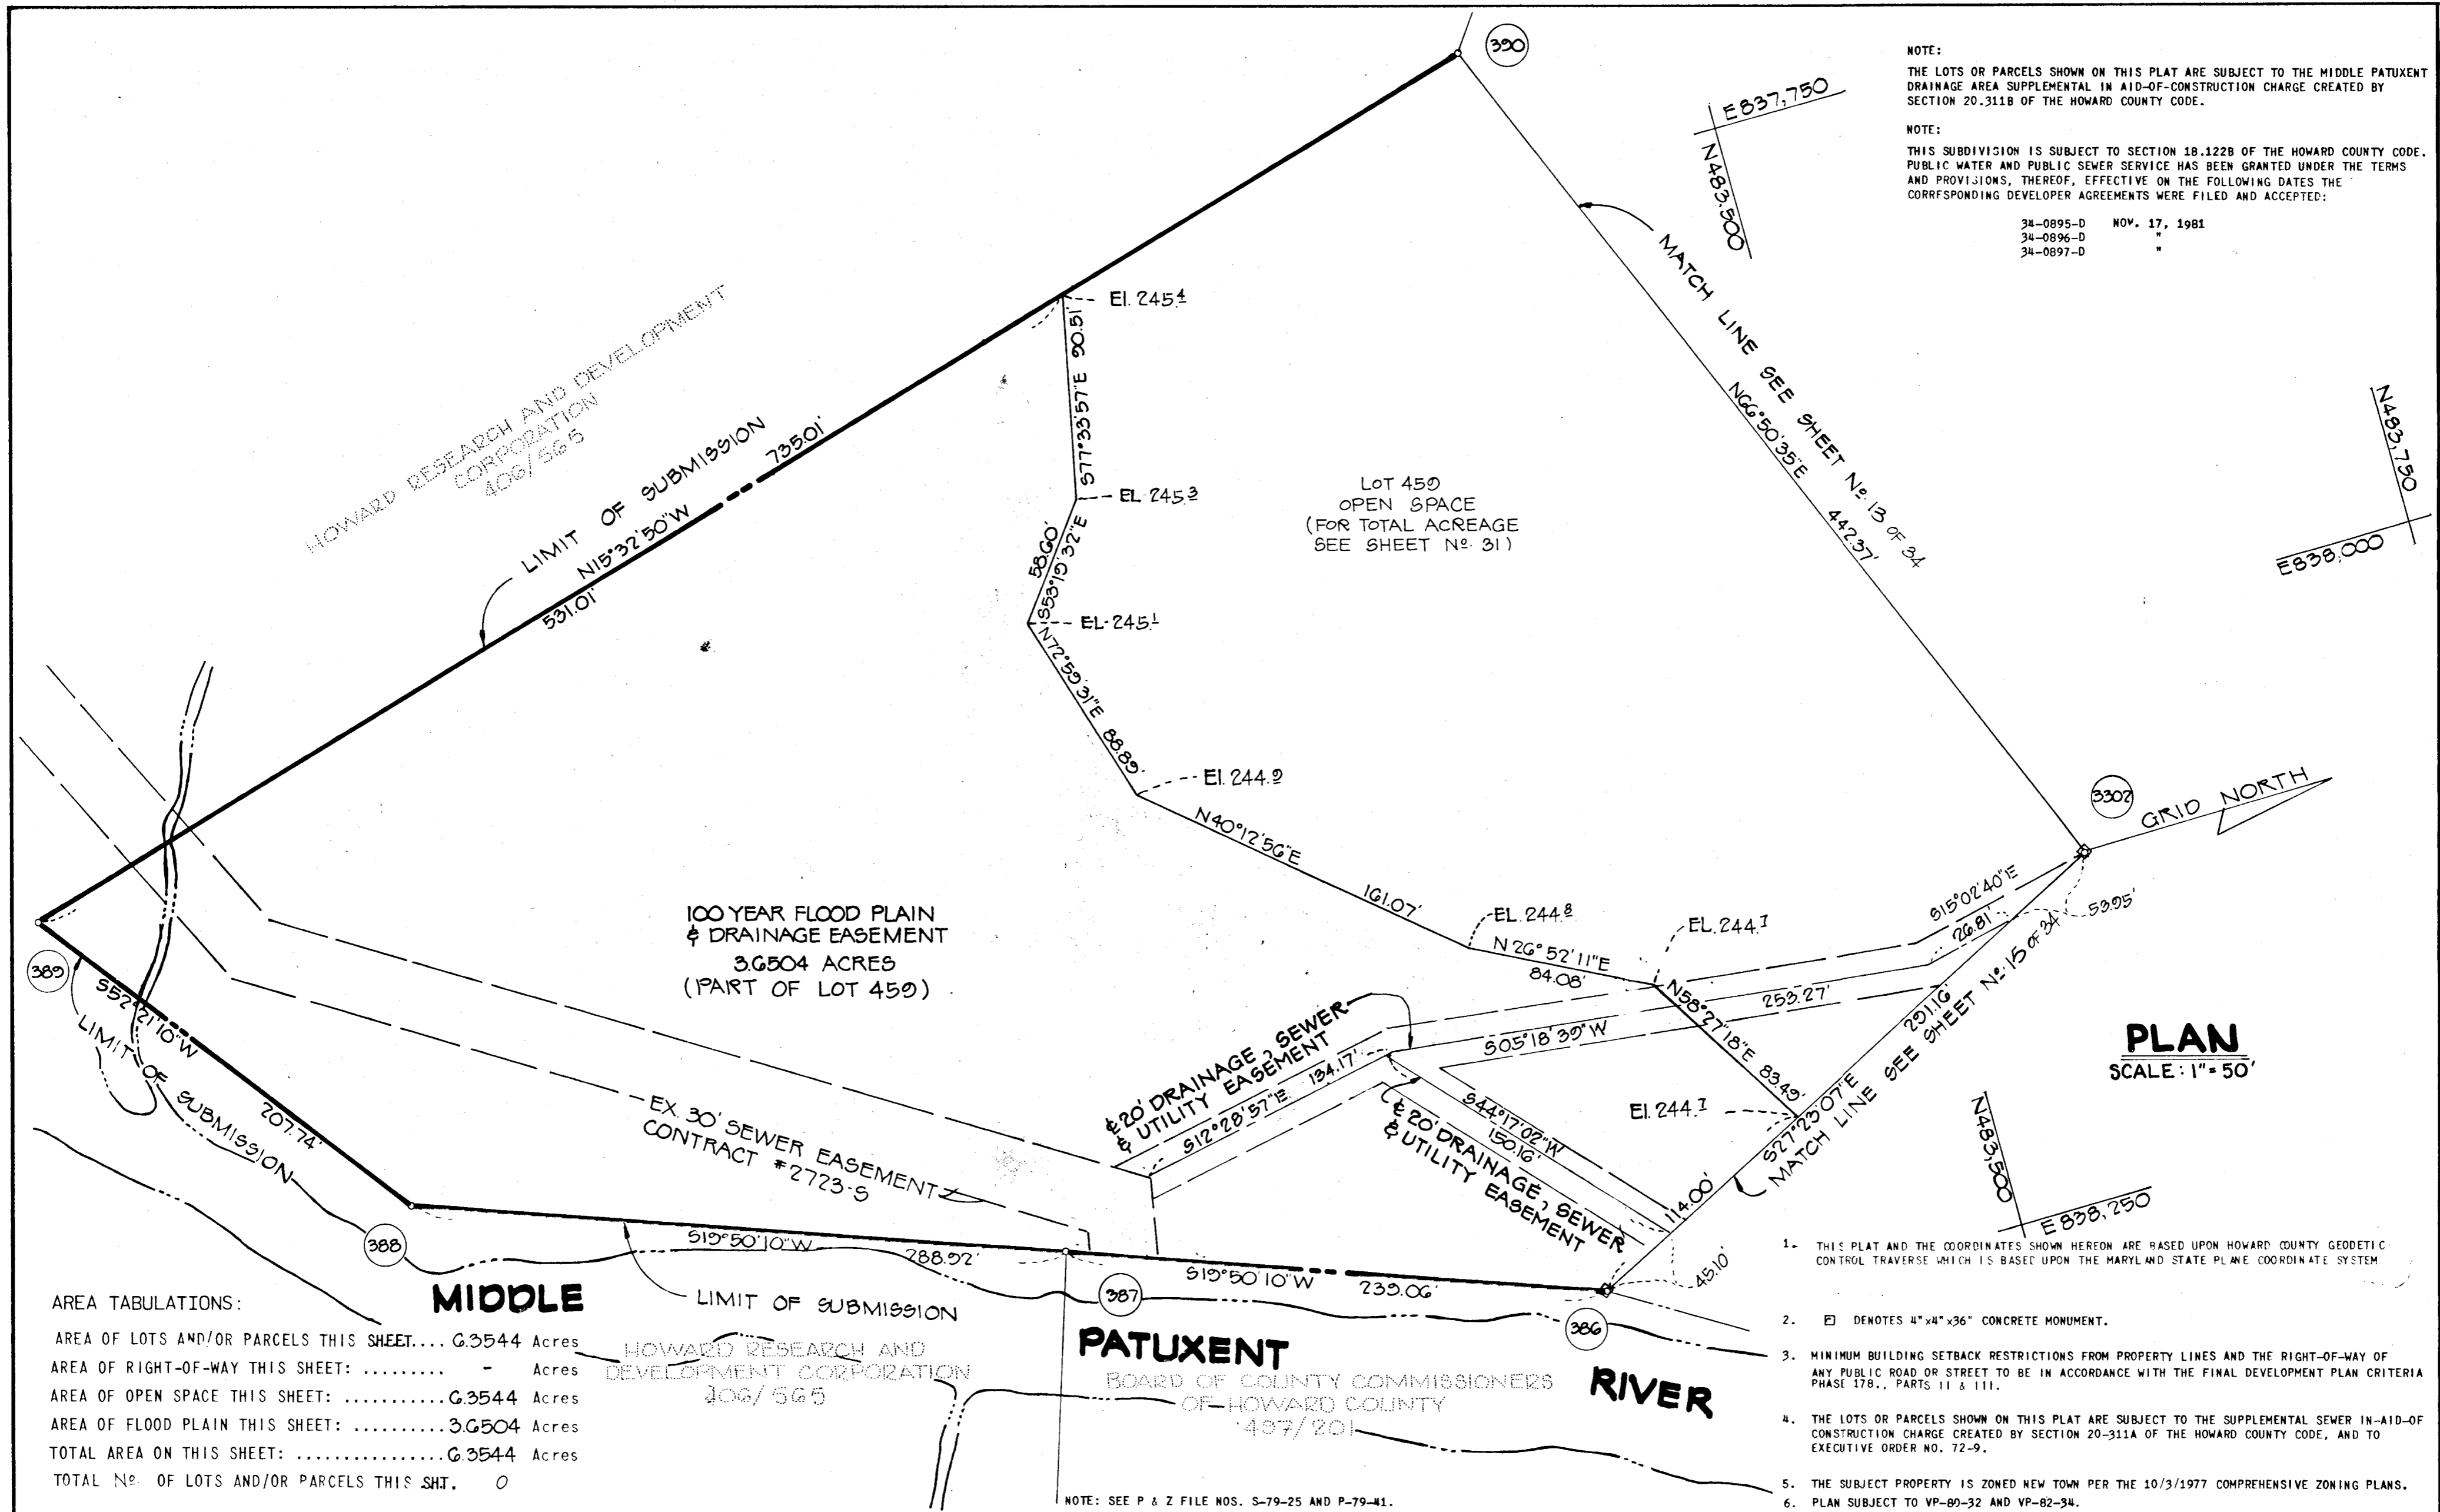 390
NOTE:
THE LOTS OR PARCELS SHOWN ON THIS PLAT ARE SUBJECT TO THE MIDDLE PATUXENT
DRAINAGE AREA SUPPLEMENTAL IN AID-OF-CONSTRUCTION CHARGE CREATED BY
SECTION 20.311B OF THE HOWARD COUNTY CODE.
NOTE:
THIS SUBDIVISION IS SUBJECT TO SECTION 18.122B OF THE HOWARD COUNTY CODE.
PUBLIC WATER AND PUBLIC SEWER SERVICE HAS BEEN GRANTED UNDER THE TERMS
AND PROVISIONS, THEREOF, EFFECTIVE ON THE FOLLOWING DATES THE
CORRESPONDING DEVELOPER AGREEMENTS WERE FILED AND ACCEPTED:
34-0895-D NOV. 17, 1981
34-0896-D "
34-0897-D "
E837,750
N483,500
MATCH LINE SEE SHEET Nº 13 OF 34
N66°50'35"E 442.37'
N483,750
E838,000
HOWARD RESEARCH AND DEVELOPMENT
CORPORATION
406/565
LIMIT OF SUBMISSION
N15°32'50"W 735.01'
531.01'
El. 245.4
S77°33'57"E 90.51'
EL 245.3
58.60'
S53°19'32"E
EL-245.1
N72°59'31"E 88.89'
El. 244.9
LOT 459
OPEN SPACE
(FOR TOTAL ACREAGE
SEE SHEET Nº 31)
N40°12'56"E 161.07'
EL. 244.8
N26°52'11"E
84.08'
EL. 244.7
N58°27'18"E 83.49'
El. 244.7
3302
GRID NORTH
S15°02'40"E
26.81'
53.95'
253.27'
S05°18'39"W
291.16'
S27°23'07"E
MATCH LINE SEE SHEET Nº 15 OF 34
114.00'
45.10'
PLAN
SCALE: 1"=50'
N483,500
E838,250
100 YEAR FLOOD PLAIN
& DRAINAGE EASEMENT
3.6504 ACRES
(PART OF LOT 459)
℄ 20' DRAINAGE, SEWER
& UTILITY EASEMENT
S12°28'57"E 134.17'
S44°17'02"W
150.16'
℄ 20' DRAINAGE, SEWER
& UTILITY EASEMENT
EX. 30' SEWER EASEMENT
CONTRACT #2723-S
389
S52°21'10"W 207.74'
LIMIT OF SUBMISSION
388
S19°50'10"W 288.92'
LIMIT OF SUBMISSION
387
S19°50'10"W 239.06'
386
MIDDLE
PATUXENT
RIVER
HOWARD RESEARCH AND
DEVELOPMENT CORPORATION
406/565
BOARD OF COUNTY COMMISSIONERS
OF HOWARD COUNTY
497/201
AREA TABULATIONS:
AREA OF LOTS AND/OR PARCELS THIS SHEET.... 6.3544 Acres
AREA OF RIGHT-OF-WAY THIS SHEET: ......... - Acres
AREA OF OPEN SPACE THIS SHEET: ........... 6.3544 Acres
AREA OF FLOOD PLAIN THIS SHEET: .......... 3.6504 Acres
TOTAL AREA ON THIS SHEET: ................ 6.3544 Acres
TOTAL Nº OF LOTS AND/OR PARCELS THIS SHT. 0
NOTE: SEE P & Z FILE NOS. S-79-25 AND P-79-41.
1. THIS PLAT AND THE COORDINATES SHOWN HEREON ARE BASED UPON HOWARD COUNTY GEODETIC
CONTROL TRAVERSE WHICH IS BASED UPON THE MARYLAND STATE PLANE COORDINATE SYSTEM
2. DENOTES 4"x4"x36" CONCRETE MONUMENT.
3. MINIMUM BUILDING SETBACK RESTRICTIONS FROM PROPERTY LINES AND THE RIGHT-OF-WAY OF
ANY PUBLIC ROAD OR STREET TO BE IN ACCORDANCE WITH THE FINAL DEVELOPMENT PLAN CRITERIA
PHASE 178., PARTS II & III.
4. THE LOTS OR PARCELS SHOWN ON THIS PLAT ARE SUBJECT TO THE SUPPLEMENTAL SEWER IN-AID-OF
CONSTRUCTION CHARGE CREATED BY SECTION 20-311A OF THE HOWARD COUNTY CODE, AND TO
EXECUTIVE ORDER NO. 72-9.
5. THE SUBJECT PROPERTY IS ZONED NEW TOWN PER THE 10/3/1977 COMPREHENSIVE ZONING PLANS.
6. PLAN SUBJECT TO VP-80-32 AND VP-82-34.